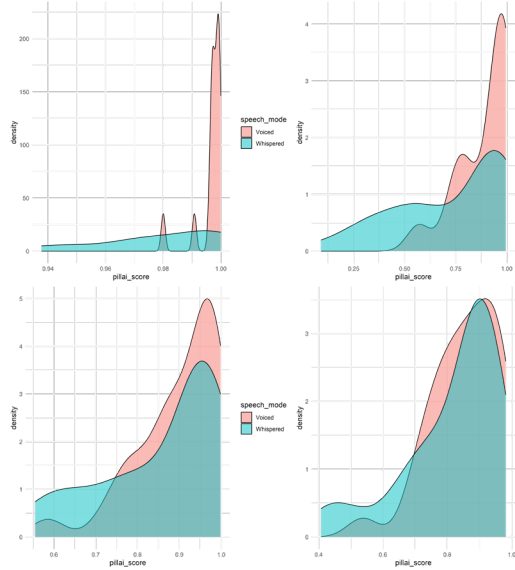 200
150
100
50
0
density
0.94
0.96
0.98
1.00
pillai_score
speech_mode
Voiced
Whispered
4
3
2
1
0
density
0.25
0.50
0.75
1.00
pillai_score
5
4
3
2
1
0
density
0.6
0.7
0.8
0.9
1.0
pillai_score
speech_mode
Voiced
Whispered
3
2
1
0
density
0.4
0.6
0.8
1.0
pillai_score